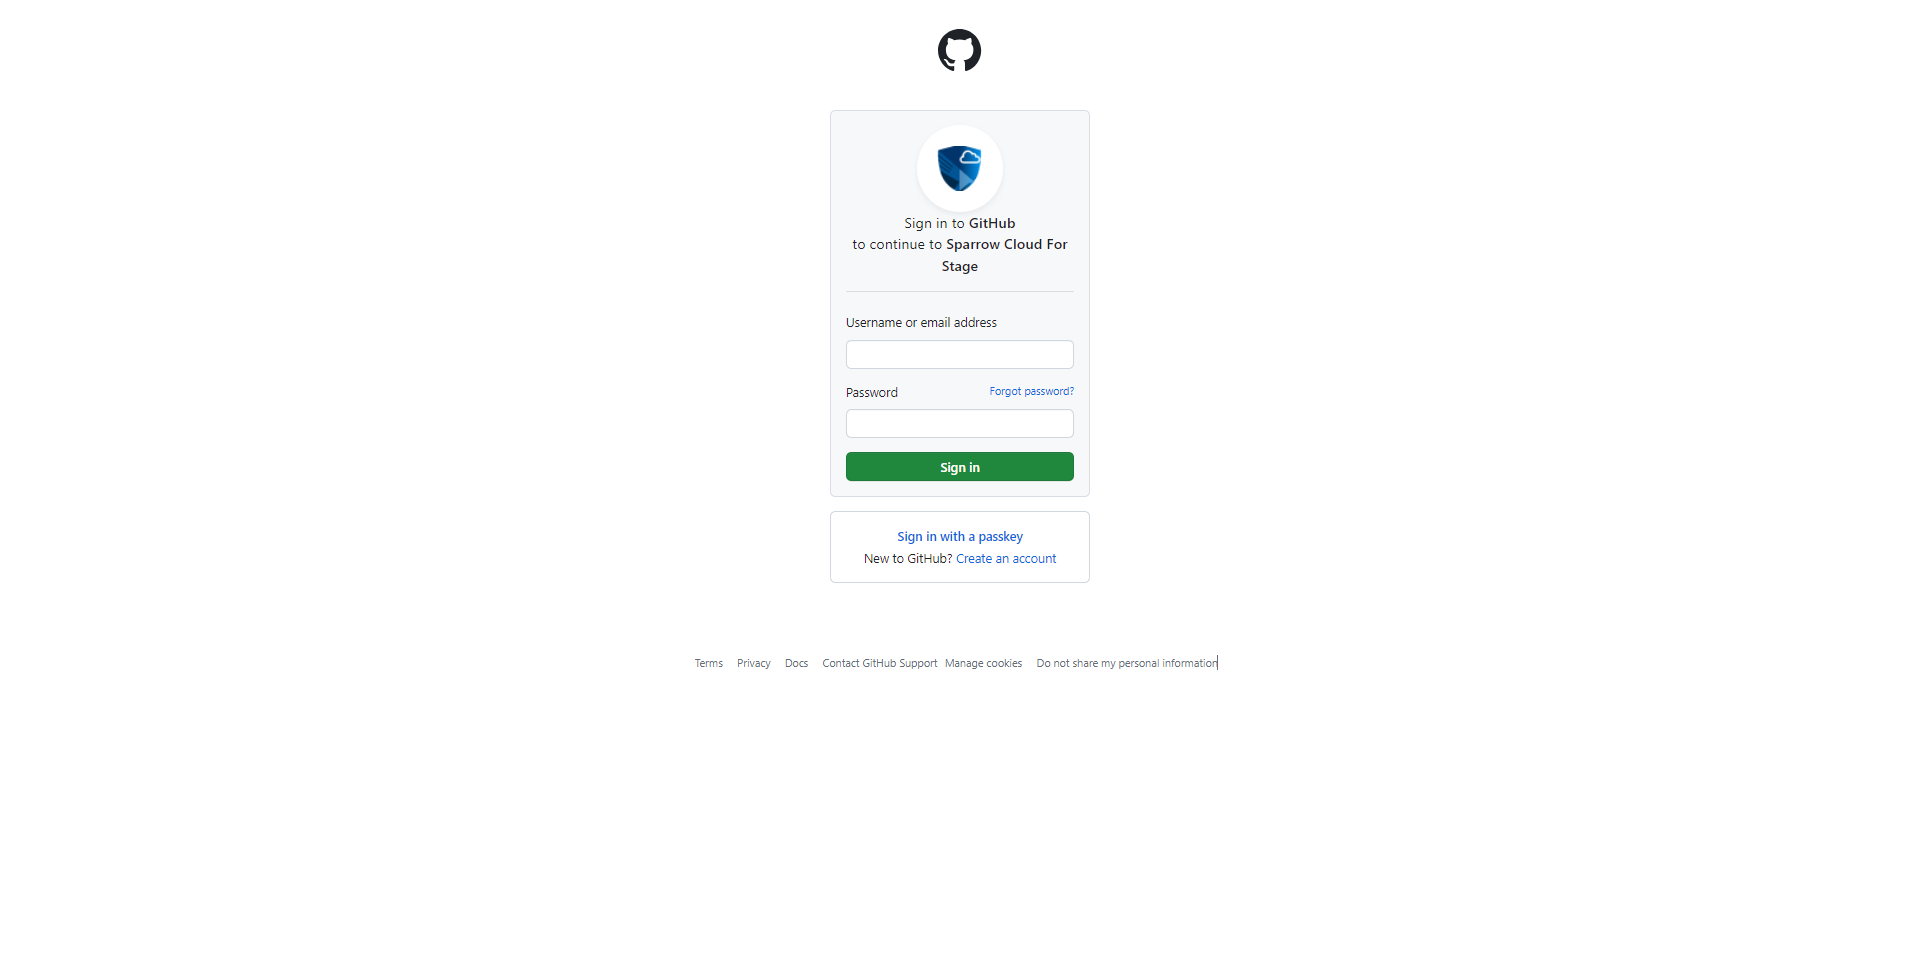 Sign in to GitHub
to continue to Sparrow Cloud For
Stage
Username or email address
Password Forgot password?
Sign in
Sign in with a passkey
New to GitHub? Create an account
Terms Privacy Docs Contact GitHub Support Manage cookies Do not share my personal information